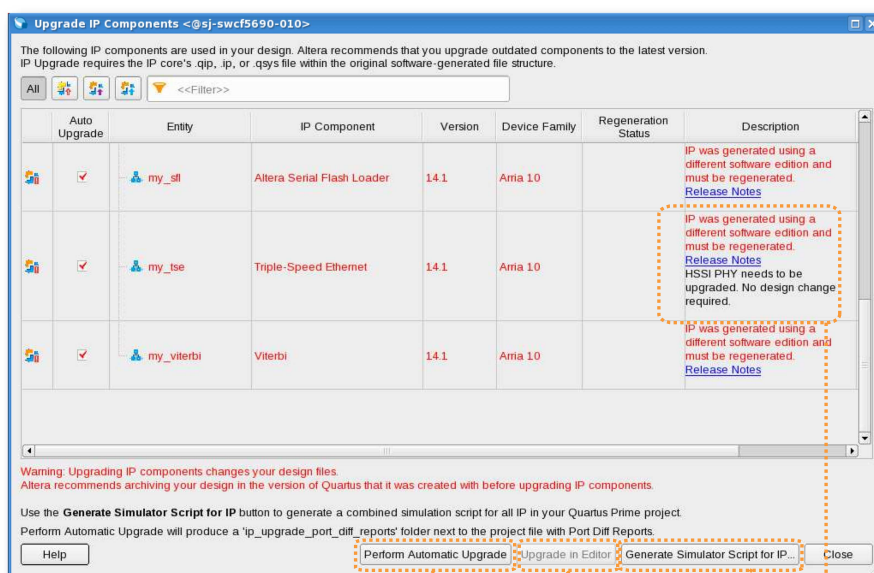 Upgrade IP Components <@sj-swcf5690-010>
The following IP components are used in your design. Altera recommends that you upgrade outdated components to the latest version.
IP Upgrade requires the IP core's .qip, .ip, or .qsys file within the original software-generated file structure.
All
<<Filter>>
Auto Upgrade Entity IP Component Version Device Family Regeneration Status Description
my_sfl Altera Serial Flash Loader 14.1 Arria 10
IP was generated using a
different software edition and
must be regenerated.
Release Notes
my_tse Triple-Speed Ethernet 14.1 Arria 10
IP was generated using a
different software edition and
must be regenerated.
Release Notes
HSSI PHY needs to be
upgraded. No design change
required.
my_viterbi Viterbi 14.1 Arria 10
IP was generated using a
different software edition and
must be regenerated.
Release Notes
Warning: Upgrading IP components changes your design files.
Altera recommends archiving your design in the version of Quartus that it was created with before upgrading IP components.
Use the Generate Simulator Script for IP button to generate a combined simulation script for all IP in your Quartus Prime project.
Perform Automatic Upgrade will produce a 'ip_upgrade_port_diff_reports' folder next to the project file with Port Diff Reports.
Help Perform Automatic Upgrade Upgrade in Editor Generate Simulator Script for IP... Close